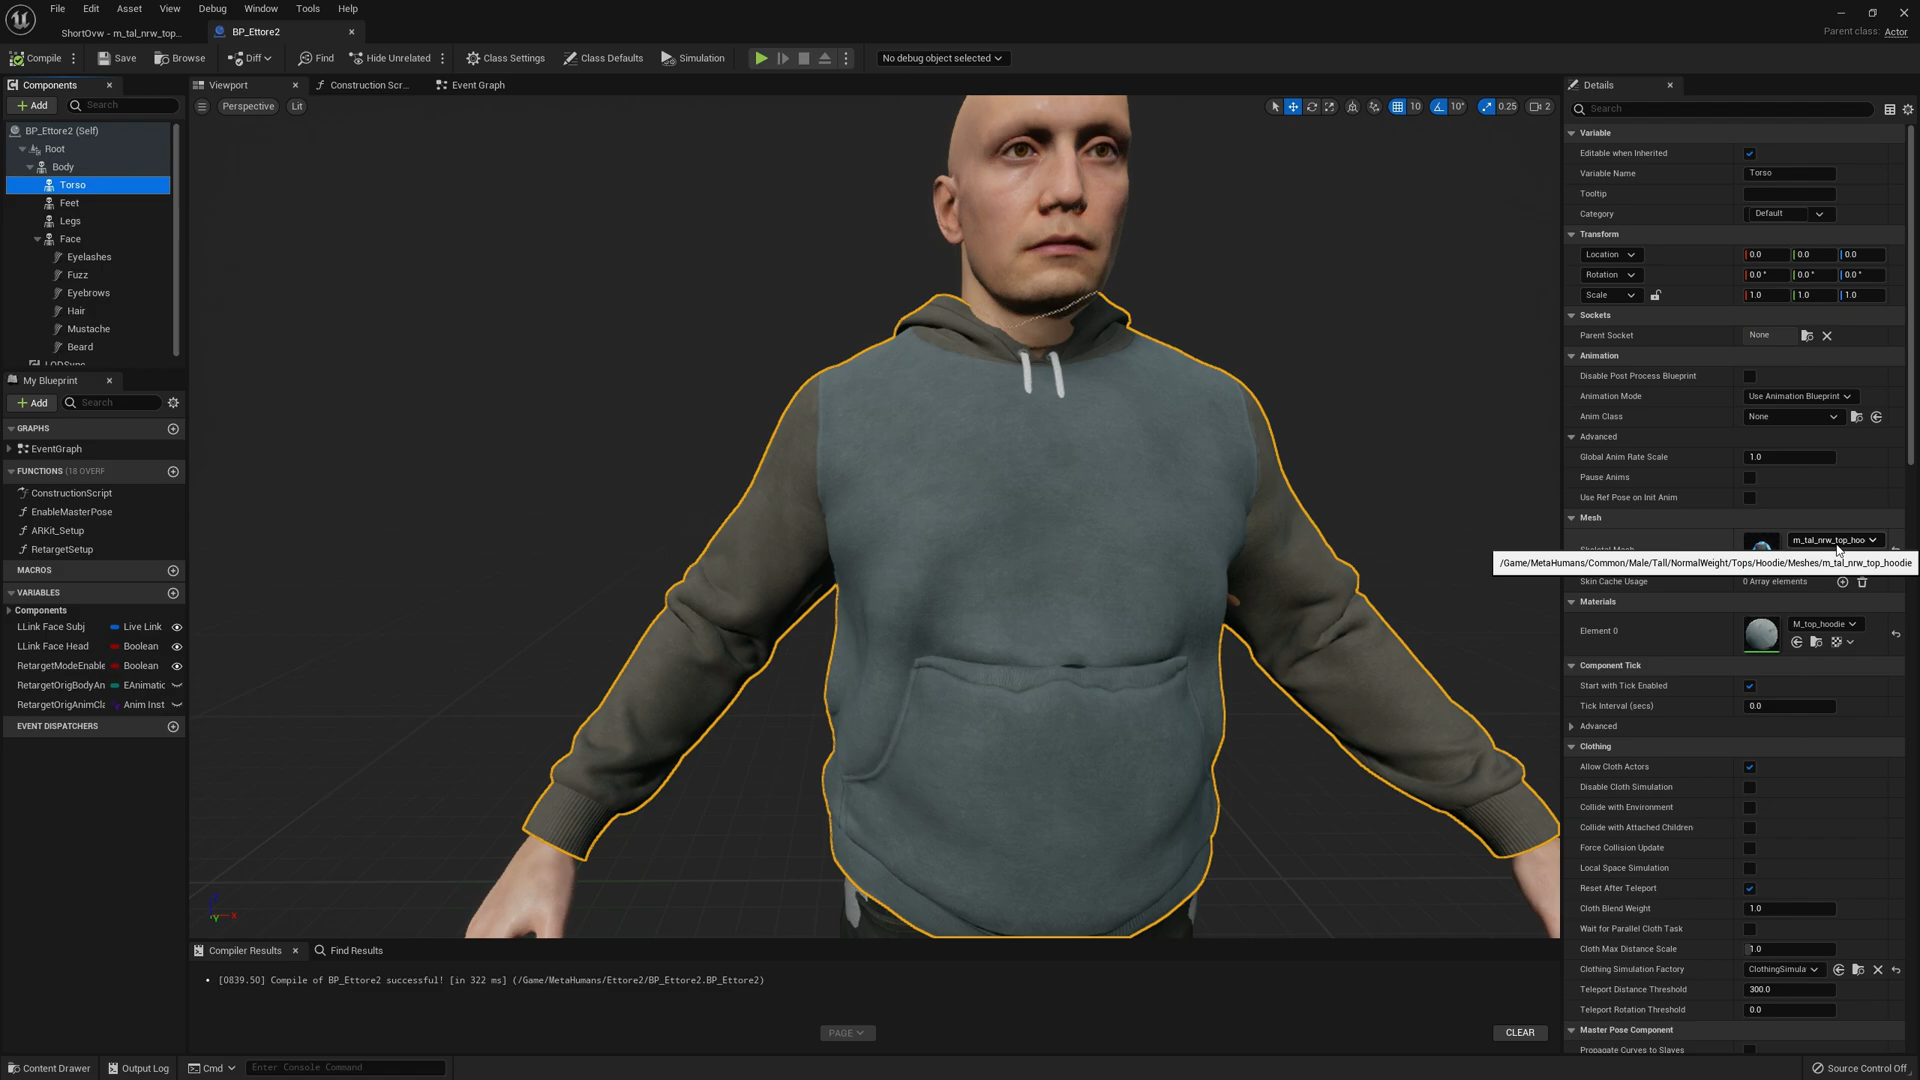 File Edit Asset View Debug Window Tools Help
ShortOvw - m_tal_nrw_top...
BP_Ettore2
Parent class: Actor
Compile
Save
Browse
Diff
Find
Hide Unrelated
Class Settings
Class Defaults
Simulation
No debug object selected
Components
Add
Search
BP_Ettore2 (Self)
Root
Body
Torso
Feet
Legs
Face
Eyelashes
Fuzz
Eyebrows
Hair
Mustache
Beard
My Blueprint
Add
Search
GRAPHS
EventGraph
FUNCTIONS (18 OVERF
ConstructionScript
EnableMasterPose
ARKit_Setup
RetargetSetup
MACROS
VARIABLES
Components
LLink Face Subj Live Link
LLink Face Head Boolean
RetargetModeEnable Boolean
RetargetOrigBodyAn EAnimatic
RetargetOrigAnimCla Anim Inst
EVENT DISPATCHERS
Viewport
Construction Scr...
Event Graph
Perspective
Lit
10
10°
0.25
2
Compiler Results
Find Results
[0839.50] Compile of BP_Ettore2 successful! [in 322 ms] (/Game/MetaHumans/Ettore2/BP_Ettore2.BP_Ettore2)
PAGE
CLEAR
Details
Search
Variable
Editable when Inherited
Variable Name Torso
Tooltip
Category Default
Transform
Location 0.0 0.0 0.0
Rotation 0.0 ° 0.0 ° 0.0 °
Scale 1.0 1.0 1.0
Sockets
Parent Socket None
Animation
Disable Post Process Blueprint
Animation Mode Use Animation Blueprint
Anim Class None
Advanced
Global Anim Rate Scale 1.0
Pause Anims
Use Ref Pose on Init Anim
Mesh
m_tal_nrw_top_hoo
/Game/MetaHumans/Common/Male/Tall/NormalWeight/Tops/Hoodie/Meshes/m_tal_nrw_top_hoodie
Skin Cache Usage 0 Array elements
Materials
Element 0 M_top_hoodie
Component Tick
Start with Tick Enabled
Tick Interval (secs) 0.0
Advanced
Clothing
Allow Cloth Actors
Disable Cloth Simulation
Collide with Environment
Collide with Attached Children
Force Collision Update
Local Space Simulation
Reset After Teleport
Cloth Blend Weight 1.0
Wait for Parallel Cloth Task
Cloth Max Distance Scale 1.0
Clothing Simulation Factory ClothingSimula
Teleport Distance Threshold 300.0
Teleport Rotation Threshold 0.0
Master Pose Component
Propagate Curves to Slaves
Content Drawer
Output Log
Cmd
Enter Console Command
Source Control Off